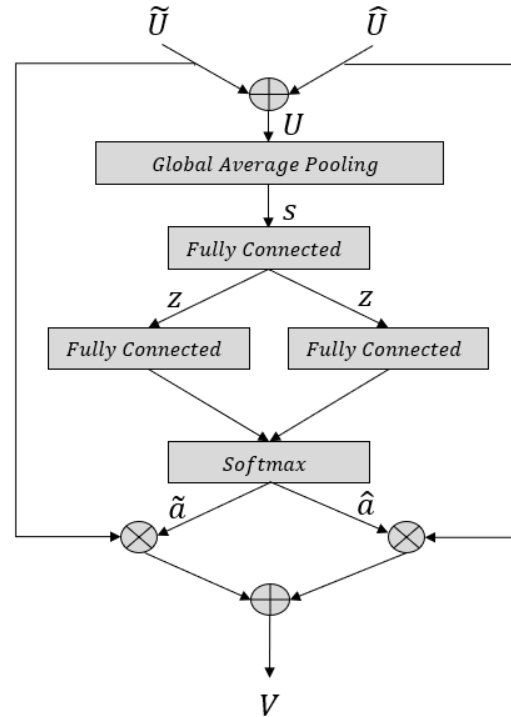 Ũ Û
U
Global Average Pooling
s
Fully Connected
z z
Fully Connected Fully Connected
Softmax
ã â
V